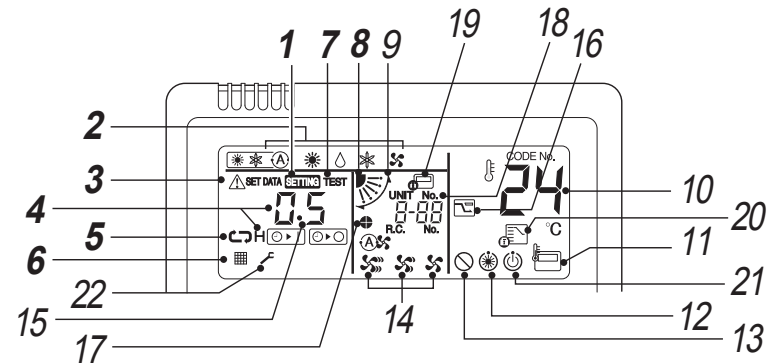 19
1 7 8 9 18 16
2
CODE No.
A
3 SET DATA SETTING TEST
UNIT No.
24 10
4 0.5 8-88
R.C. No.
°C 20
5 H
A 11
6
22 21
15 14 12
17 13